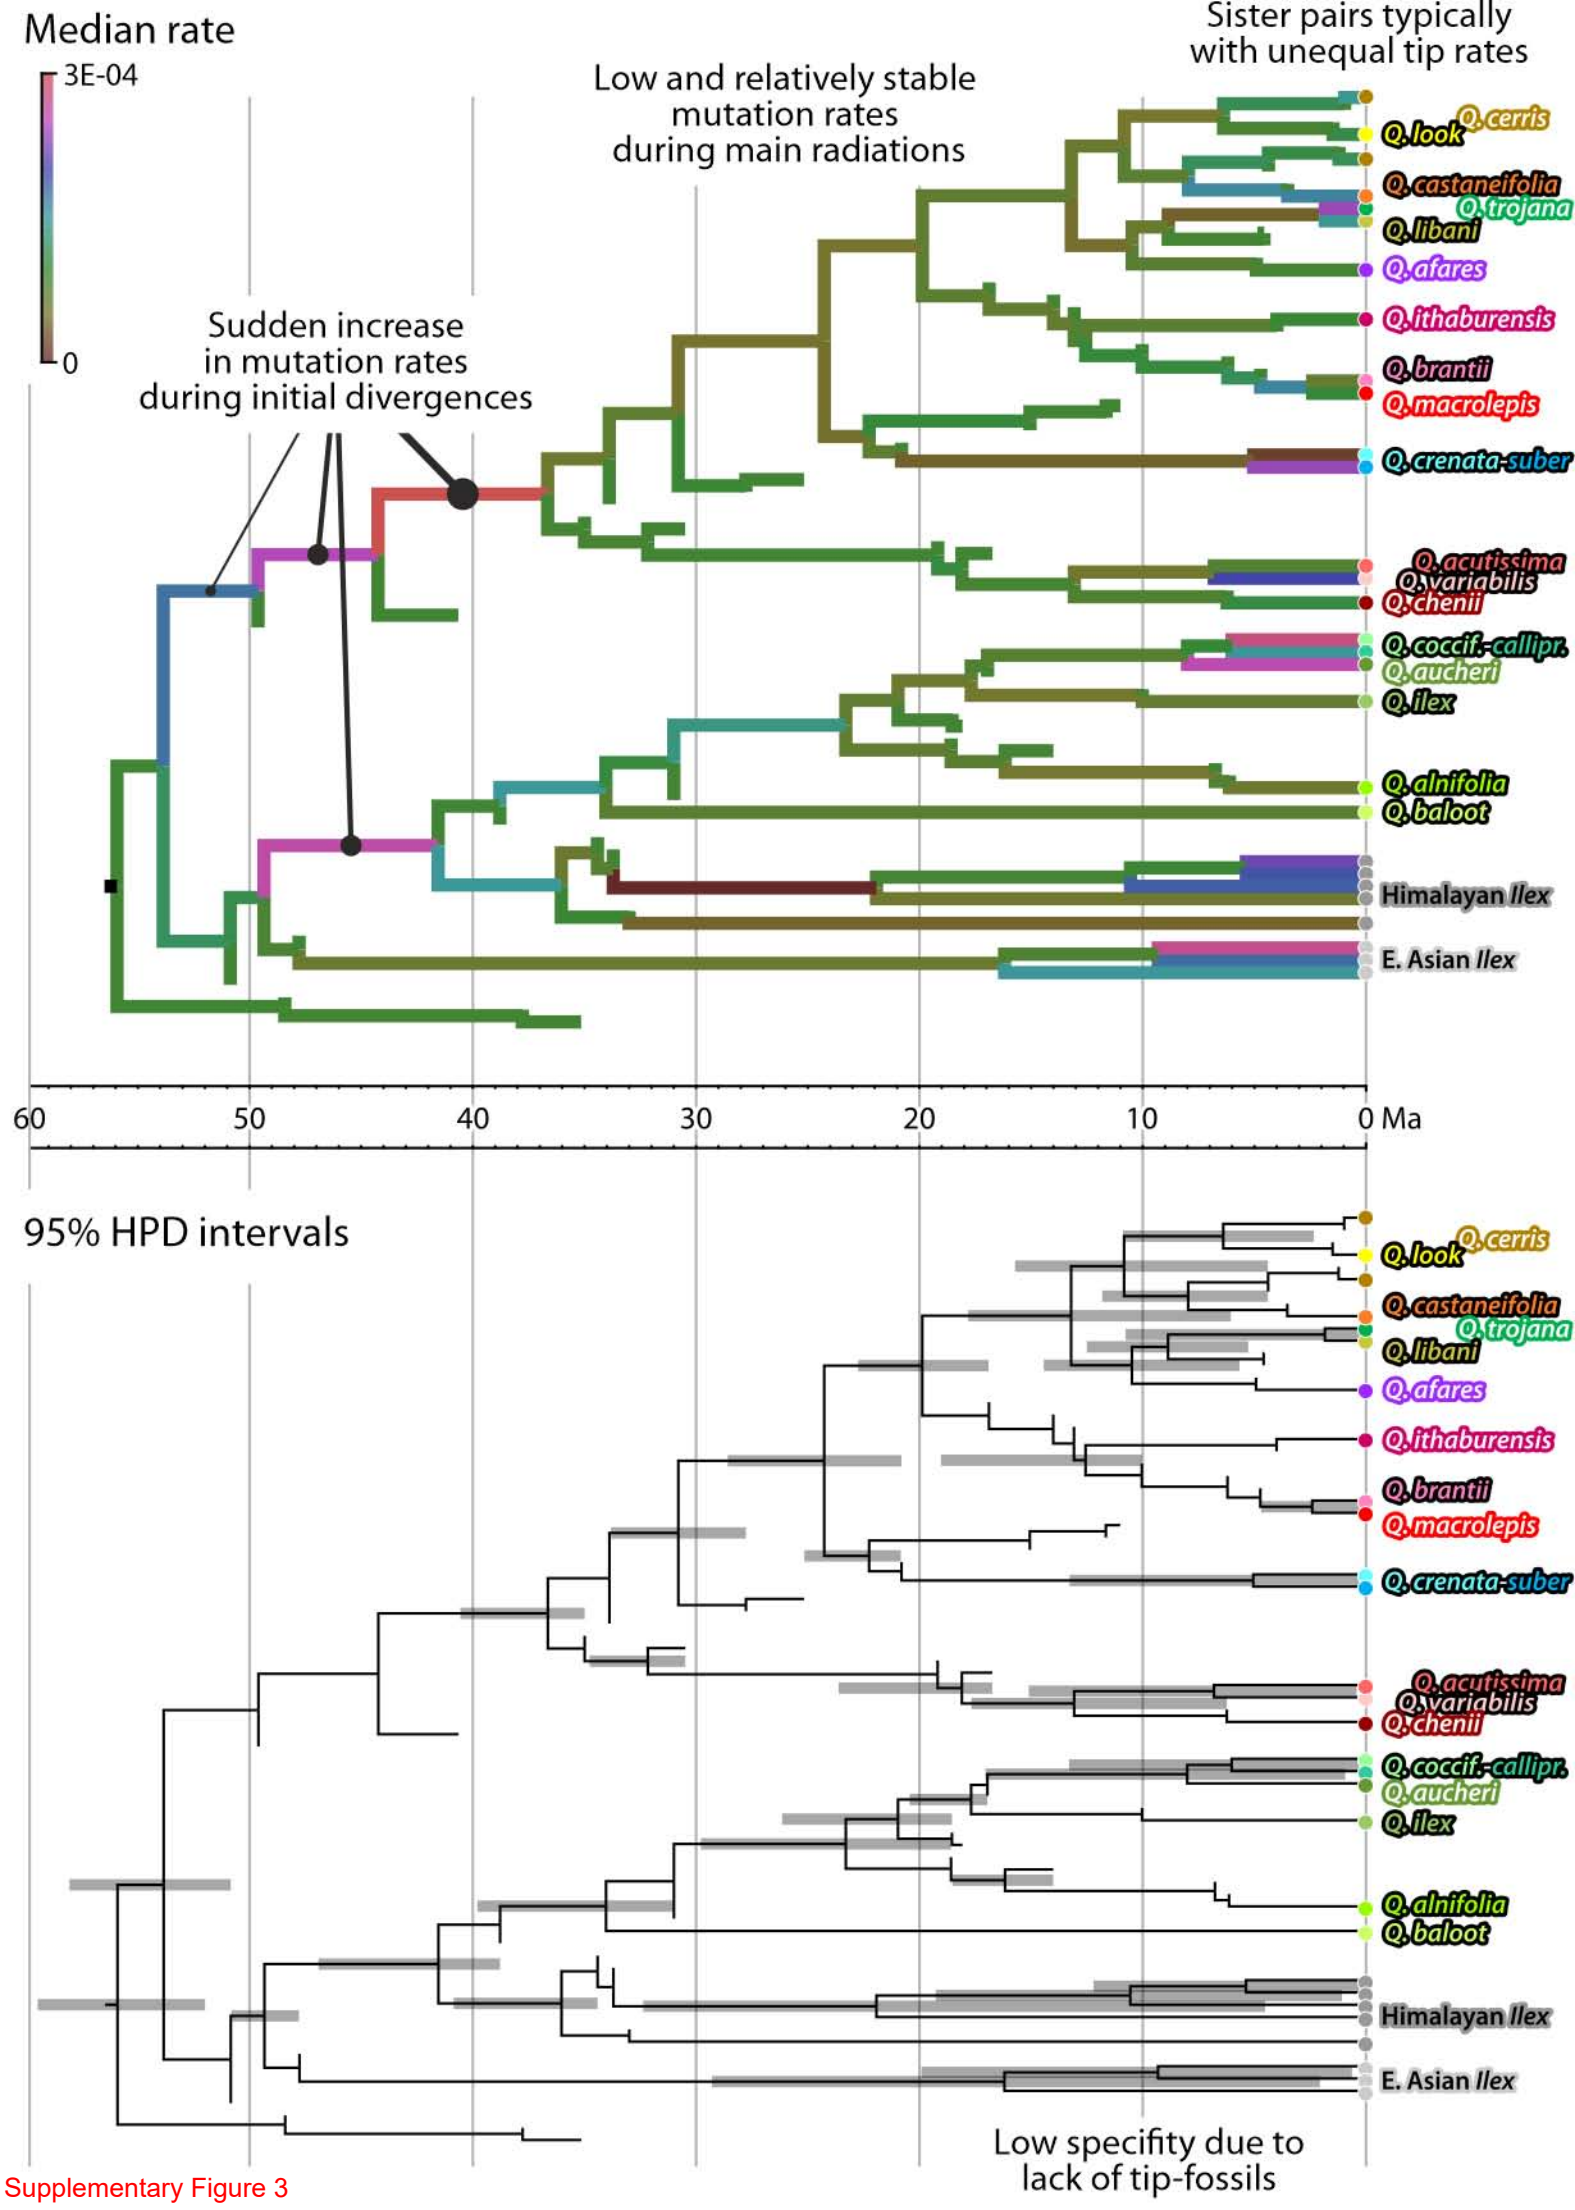 Median rate
3E-04
0
Low and relatively stable
mutation rates
during main radiations
Sister pairs typically
with unequal tip rates
Sudden increase
in mutation rates
during initial divergences
Q. cerris
Q. look
Q. castaneifolia
Q. trojana
Q. libani
Q. afares
Q. ithaburensis
Q. brantii
Q. macrolepis
Q. crenata-suber
Q. acutissima
Q. variabilis
Q. chenii
Q. coccif.-callipr.
Q. aucheri
Q. ilex
Q. alnifolia
Q. baloot
Himalayan Ilex
E. Asian Ilex
60 50 40 30 20 10 0 Ma
95% HPD intervals
Q. cerris
Q. look
Q. castaneifolia
Q. trojana
Q. libani
Q. afares
Q. ithaburensis
Q. brantii
Q. macrolepis
Q. crenata-suber
Q. acutissima
Q. variabilis
Q. chenii
Q. coccif.-callipr.
Q. aucheri
Q. ilex
Q. alnifolia
Q. baloot
Himalayan Ilex
E. Asian Ilex
Low specifity due to
lack of tip-fossils
Supplementary Figure 3